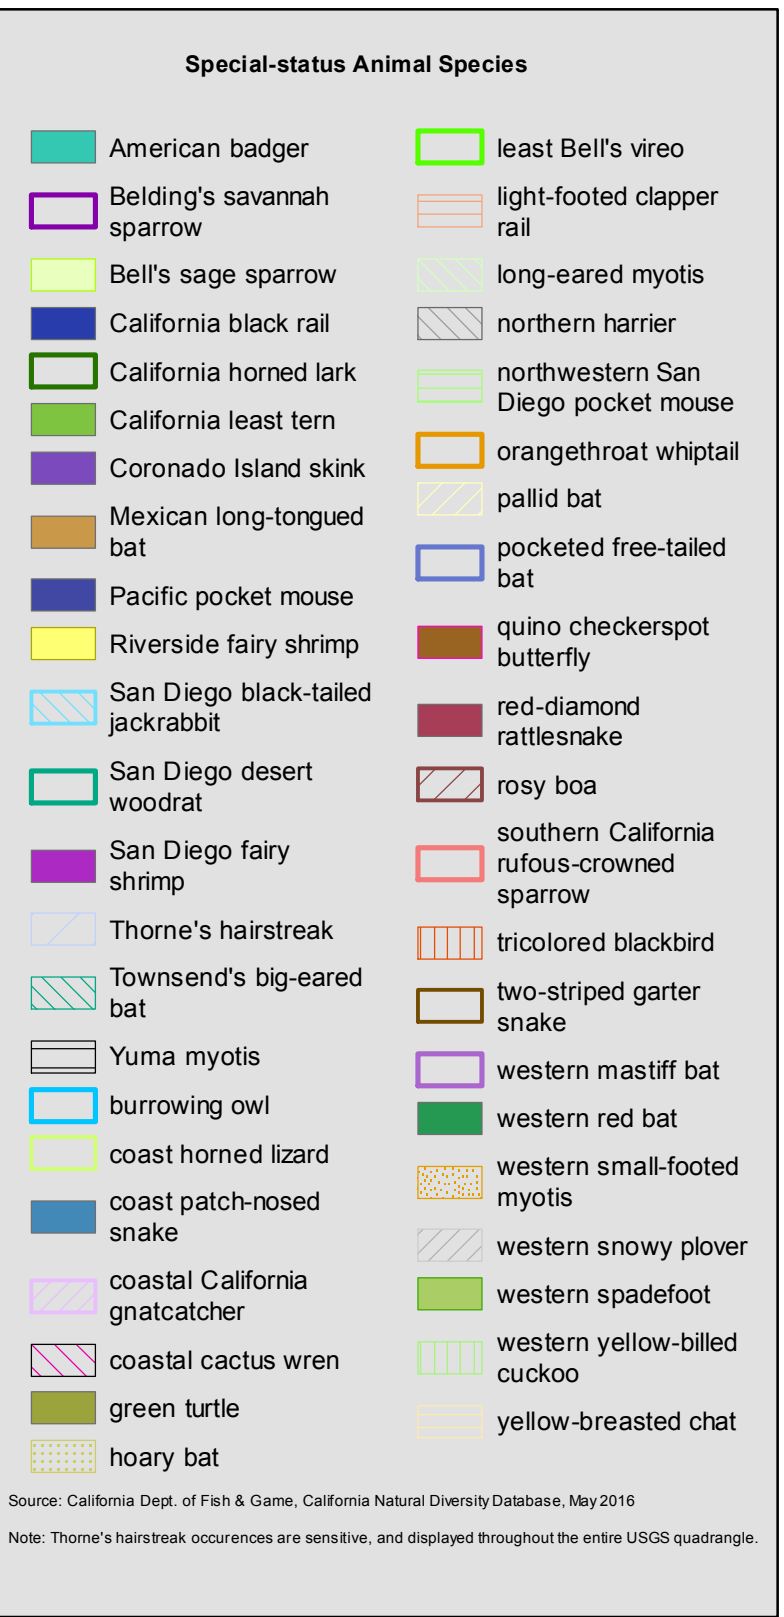 Special-status Animal Species
American badger
Belding's savannah
sparrow
Bell's sage sparrow
California black rail
California horned lark
California least tern
Coronado Island skink
Mexican long-tongued
bat
Pacific pocket mouse
Riverside fairy shrimp
San Diego black-tailed
jackrabbit
San Diego desert
woodrat
San Diego fairy
shrimp
Thorne's hairstreak
Townsend's big-eared
bat
Yuma myotis
burrowing owl
coast horned lizard
coast patch-nosed
snake
coastal California
gnatcatcher
coastal cactus wren
green turtle
hoary bat
least Bell's vireo
light-footed clapper
rail
long-eared myotis
northern harrier
northwestern San
Diego pocket mouse
orangethroat whiptail
pallid bat
pocketed free-tailed
bat
quino checkerspot
butterfly
red-diamond
rattlesnake
rosy boa
southern California
rufous-crowned
sparrow
tricolored blackbird
two-striped garter
snake
western mastiff bat
western red bat
western small-footed
myotis
western snowy plover
western spadefoot
western yellow-billed
cuckoo
yellow-breasted chat
Source: California Dept. of Fish & Game, California Natural Diversity Database, May 2016
Note: Thorne's hairstreak occurences are sensitive, and displayed throughout the entire USGS quadrangle.